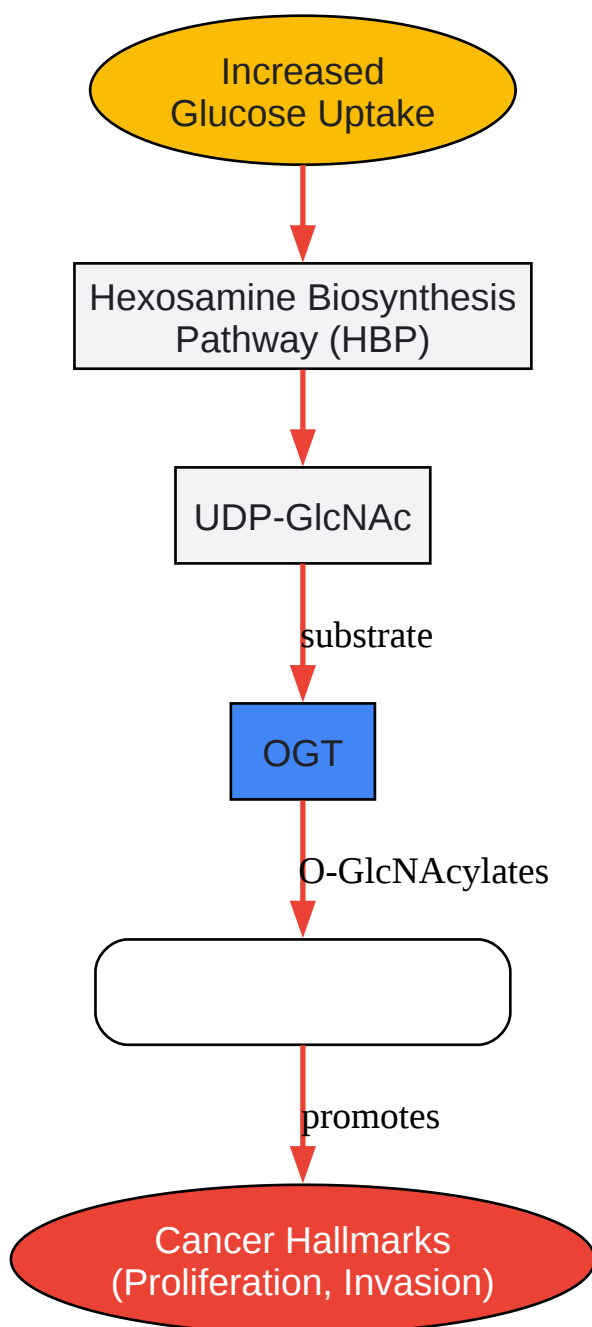 Increased
Glucose Uptake
Hexosamine Biosynthesis
Pathway (HBP)
UDP-GlcNAc
substrate
OGT
O-GlcNAcylates
promotes
Cancer Hallmarks
(Proliferation, Invasion)